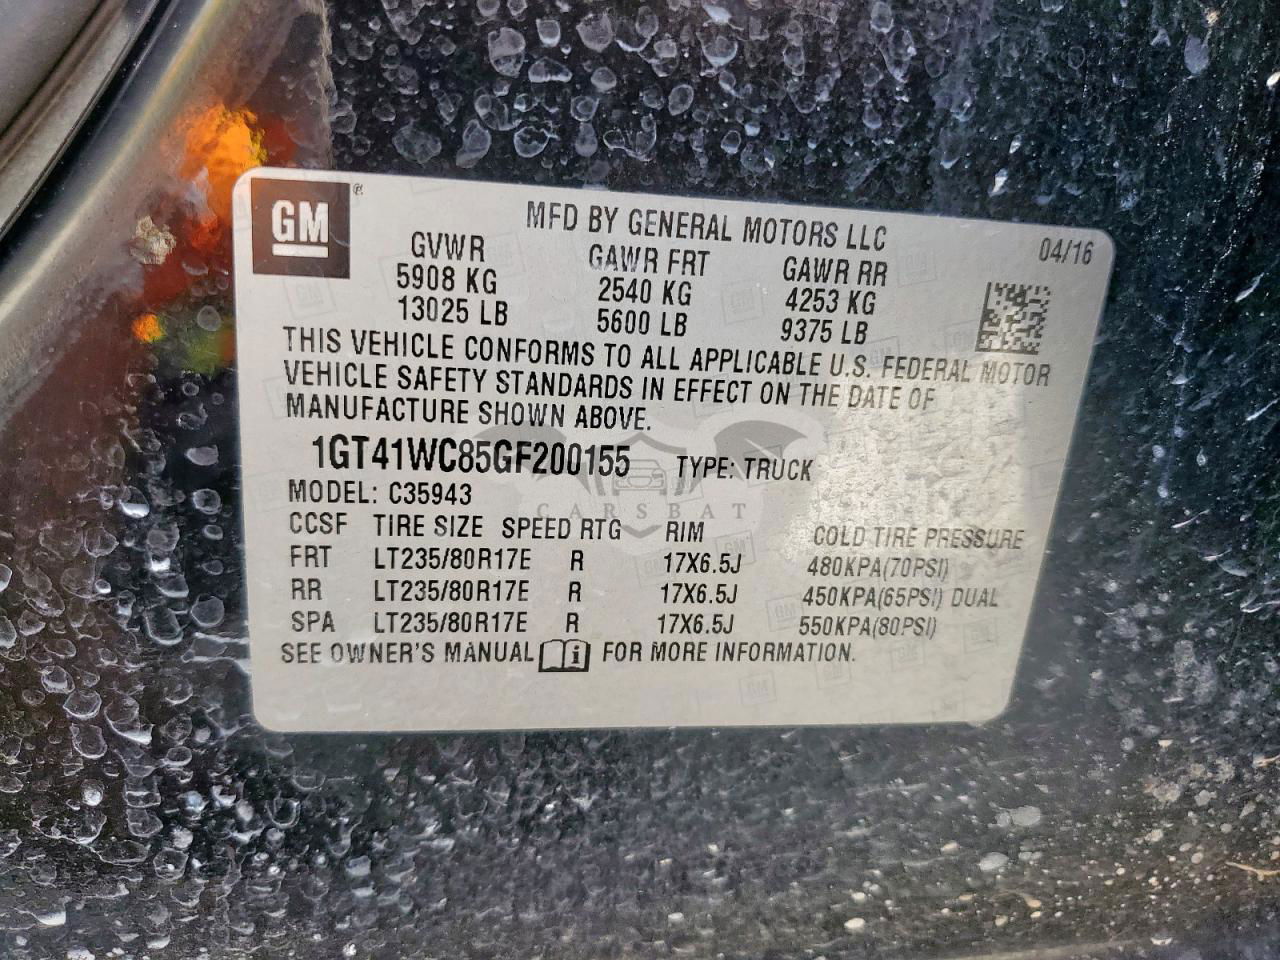 GM ®
MFD BY GENERAL MOTORS LLC
04/16
GVWR GAWR FRT GAWR RR
5908 KG 2540 KG 4253 KG
13025 LB 5600 LB 9375 LB
THIS VEHICLE CONFORMS TO ALL APPLICABLE U.S. FEDERAL MOTOR
VEHICLE SAFETY STANDARDS IN EFFECT ON THE DATE OF
MANUFACTURE SHOWN ABOVE.
1GT41WC85GF200155 TYPE: TRUCK
MODEL: C35943
CARSBAT
CCSF TIRE SIZE SPEED RTG RIM COLD TIRE PRESSURE
FRT LT235/80R17E R 17X6.5J 480KPA(70PSI)
RR LT235/80R17E R 17X6.5J 450KPA(65PSI) DUAL
SPA LT235/80R17E R 17X6.5J 550KPA(80PSI)
SEE OWNER'S MANUAL i FOR MORE INFORMATION.